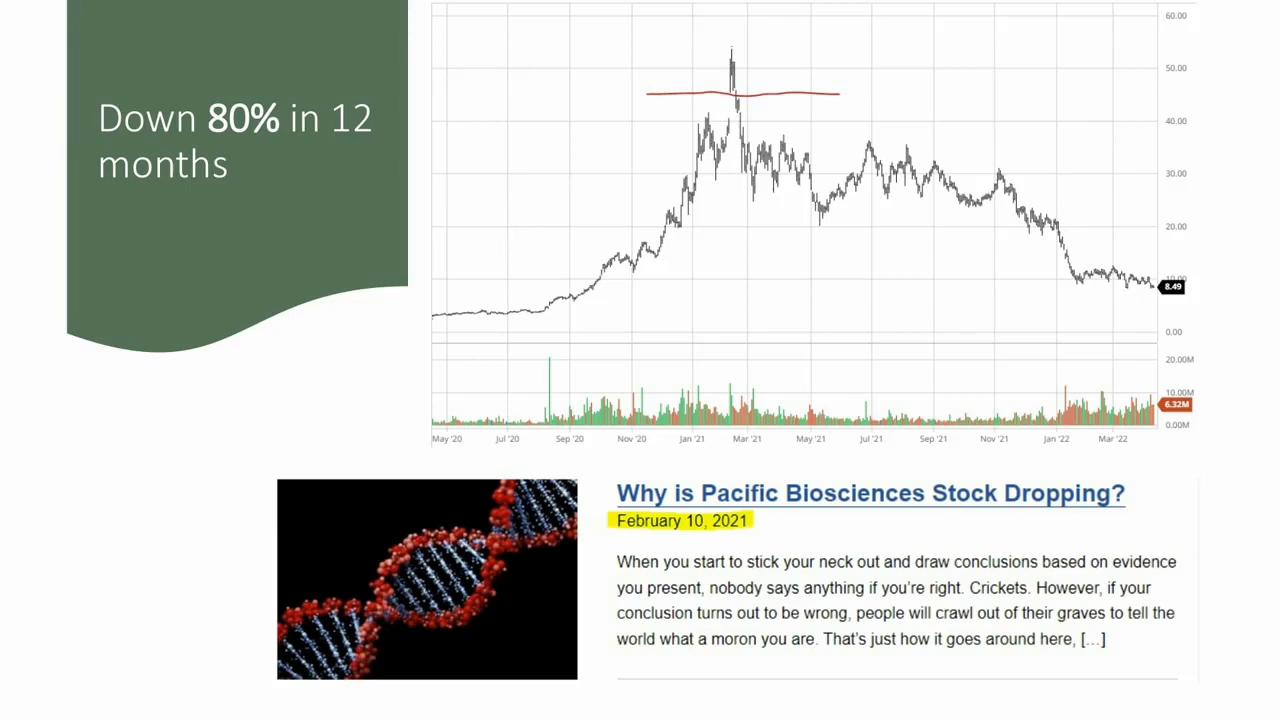 Down 80% in 12
months
60.00
50.00
40.00
30.00
20.00
10.00
8.49
0.00
20.00M
10.00M
6.32M
0.00M
May '20 Jul '20 Sep '20 Nov '20 Jan '21 Mar '21 May '21 Jul '21 Sep '21 Nov '21 Jan '22 Mar '22
Why is Pacific Biosciences Stock Dropping?
February 10, 2021
When you start to stick your neck out and draw conclusions based on evidence
you present, nobody says anything if you're right. Crickets. However, if your
conclusion turns out to be wrong, people will crawl out of their graves to tell the
world what a moron you are. That's just how it goes around here, [...]